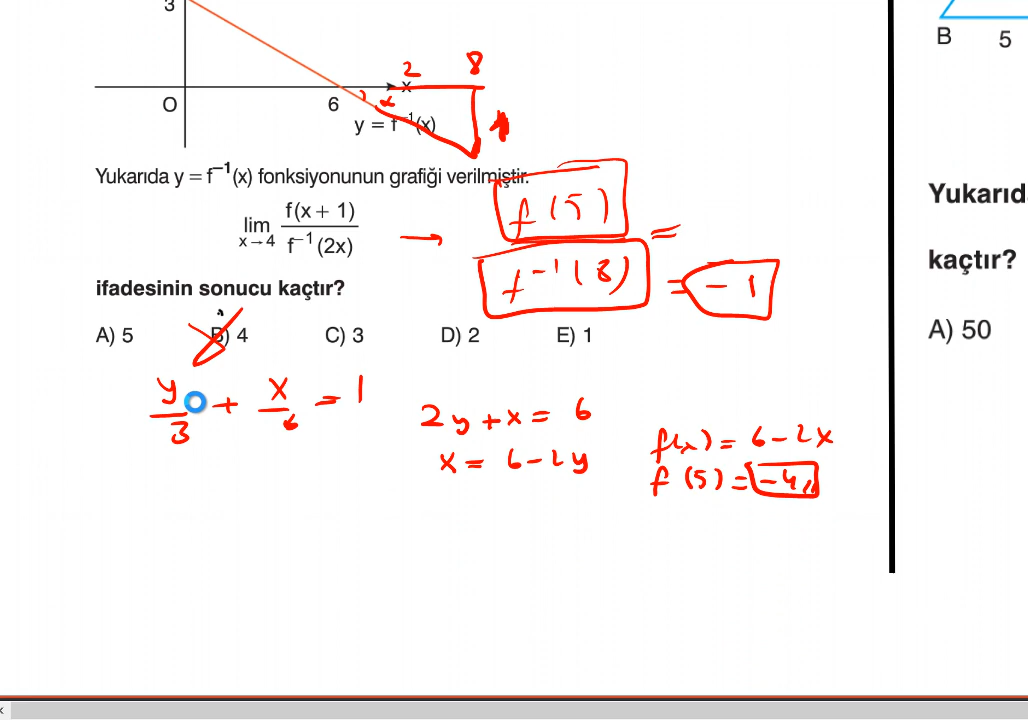 3
B 5
2 8
O 6 x
y = f⁻¹(x)
Yukarıda y = f⁻¹(x) fonksiyonunun grafiği verilmiştir.
lim x→4 f(x + 1) / f⁻¹(2x) → f(5) / f⁻¹(8) = = -1
ifadesinin sonucu kaçtır?
A) 5 B) 4 C) 3 D) 2 E) 1
y/3 + x/6 = 1
2y + x = 6
x = 6 - 2y
f(x) = 6 - 2x
f(5) = -4
Yukarıd
kaçtır?
A) 50